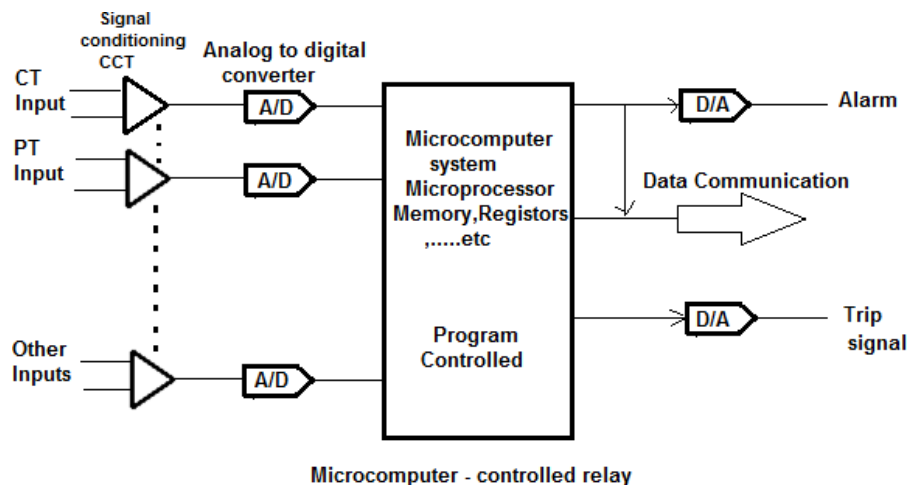 Signal
conditioning
CCT
Analog to digital
converter
CT
Input
A/D
D/A
Alarm
PT
Input
A/D
Microcomputer
system
Microprocessor
Memory,Registors
,.....etc
Data Communication
Program
Controlled
D/A
Trip
signal
Other
Inputs
A/D
Microcomputer - controlled relay